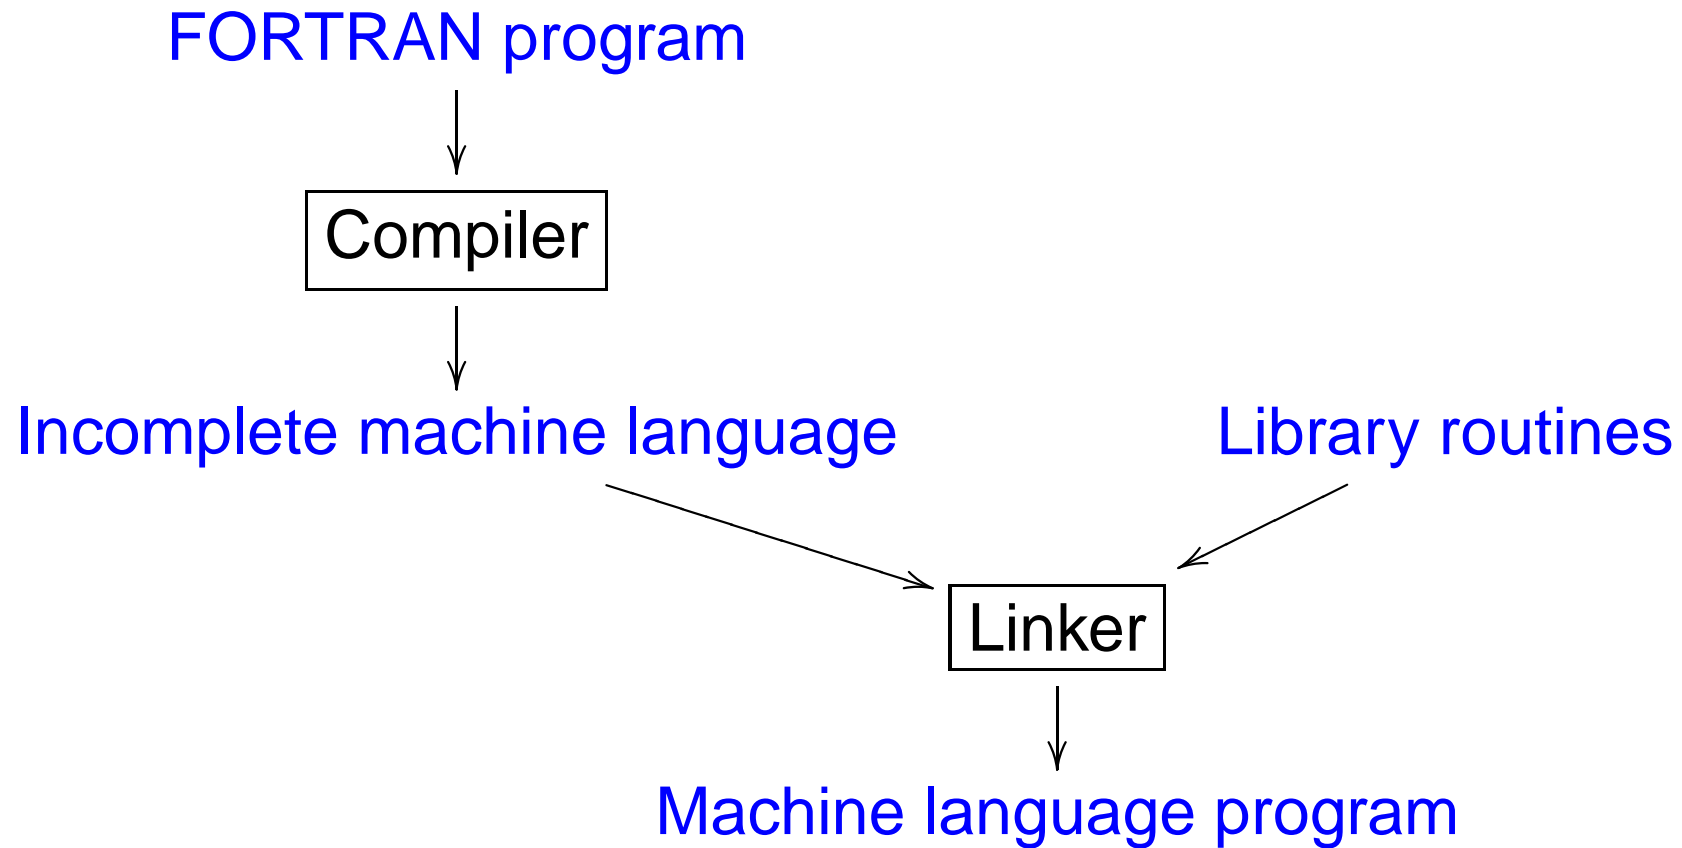 FORTRAN program
Compiler
Incomplete machine language
Library routines
Linker
Machine language program